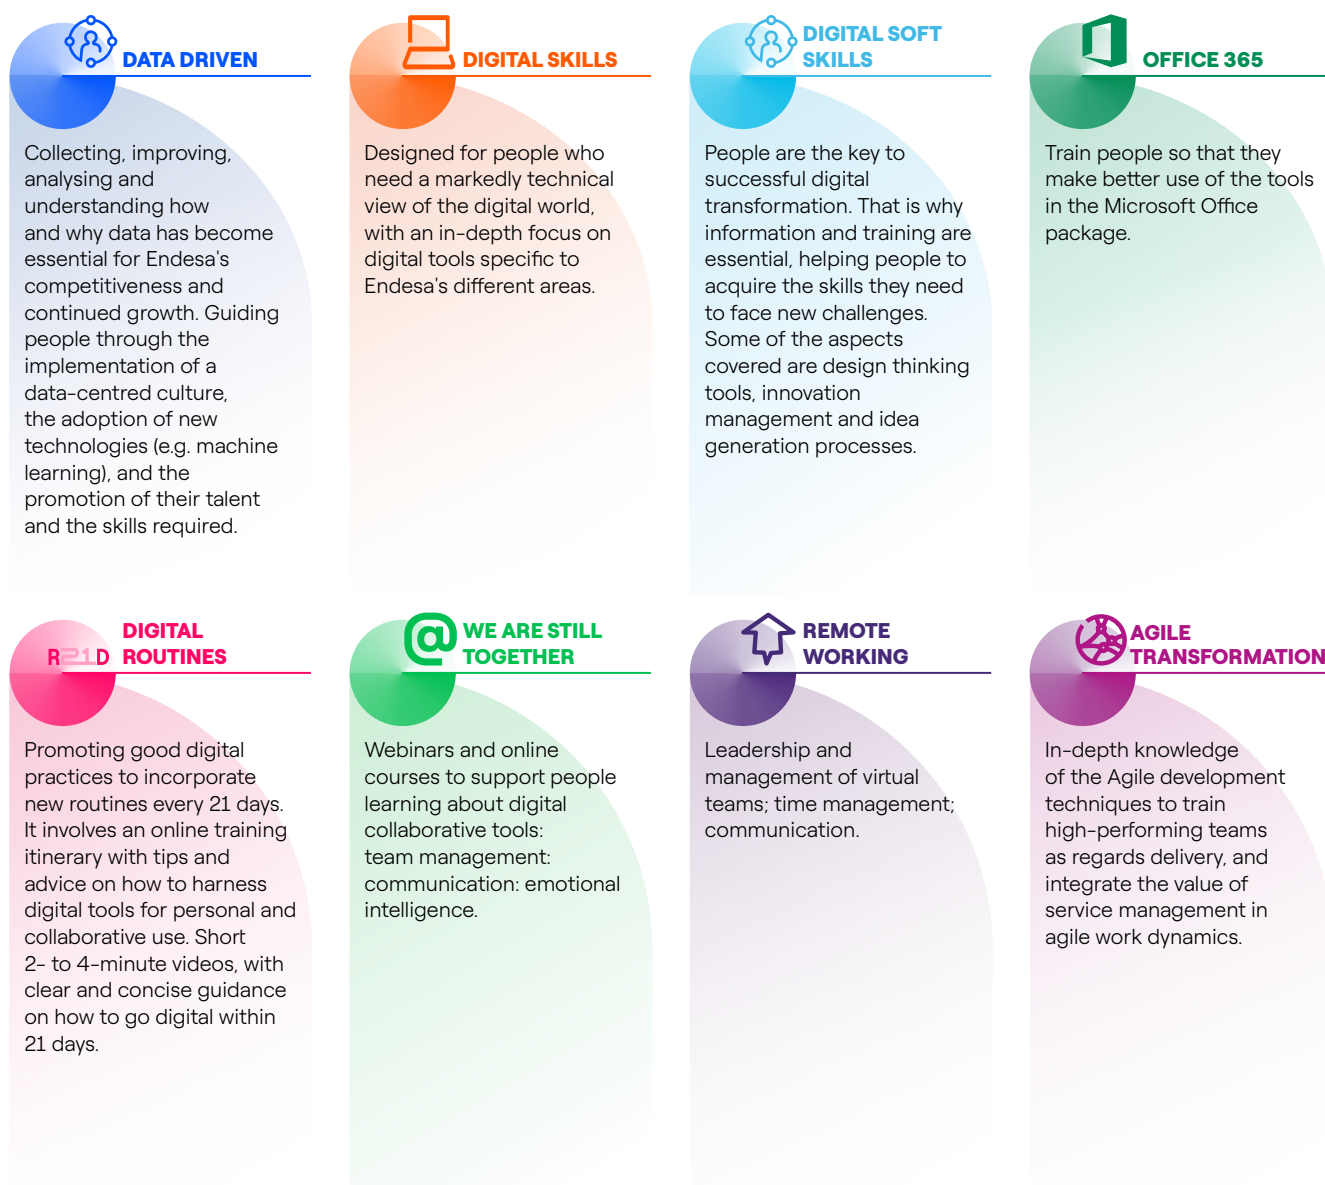 DATA DRIVEN
Collecting, improving,
analysing and
understanding how
and why data has become
essential for Endesa's
competitiveness and
continued growth. Guiding
people through the
implementation of a
data-centred culture,
the adoption of new
technologies (e.g. machine
learning), and the
promotion of their talent
and the skills required.
DIGITAL SKILLS
Designed for people who
need a markedly technical
view of the digital world,
with an in-depth focus on
digital tools specific to
Endesa's different areas.
DIGITAL SOFT
SKILLS
People are the key to
successful digital
transformation. That is why
information and training are
essential, helping people to
acquire the skills they need
to face new challenges.
Some of the aspects
covered are design thinking
tools, innovation
management and idea
generation processes.
OFFICE 365
Train people so that they
make better use of the tools
in the Microsoft Office
package.
R21D
DIGITAL
ROUTINES
Promoting good digital
practices to incorporate
new routines every 21 days.
It involves an online training
itinerary with tips and
advice on how to harness
digital tools for personal and
collaborative use. Short
2- to 4-minute videos, with
clear and concise guidance
on how to go digital within
21 days.
@
WE ARE STILL
TOGETHER
Webinars and online
courses to support people
learning about digital
collaborative tools:
team management:
communication: emotional
intelligence.
REMOTE
WORKING
Leadership and
management of virtual
teams; time management;
communication.
AGILE
TRANSFORMATION
In-depth knowledge
of the Agile development
techniques to train
high-performing teams
as regards delivery, and
integrate the value of
service management in
agile work dynamics.